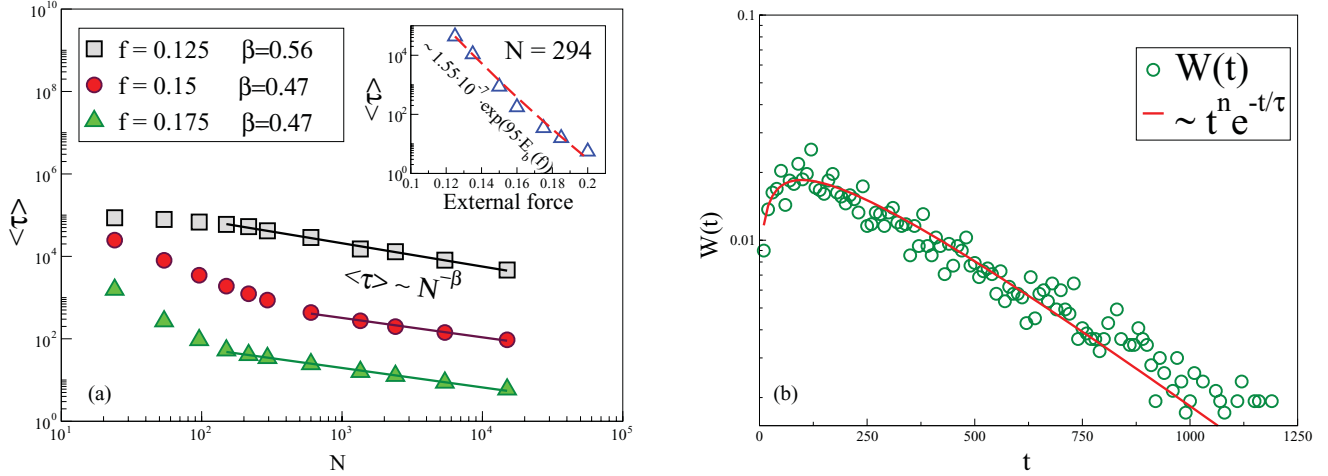 10^10
10^8
10^6
10^4
10^2
10^0
<τ>
f = 0.125 β=0.56
f = 0.15 β=0.47
f = 0.175 β=0.47
10^4
10^2
10^0
<τ>
N = 294
~ 1.55·10^-7 ·exp(95·E_b(f))
0.1 0.12 0.14 0.16 0.18 0.2
External force
<τ> ~ N^-β
(a)
10^1 10^2 10^3 10^4 10^5
N
0.1
0.01
W(t)
W(t)
~ t^n e^-t/τ
(b)
0 250 500 750 1000 1250
t